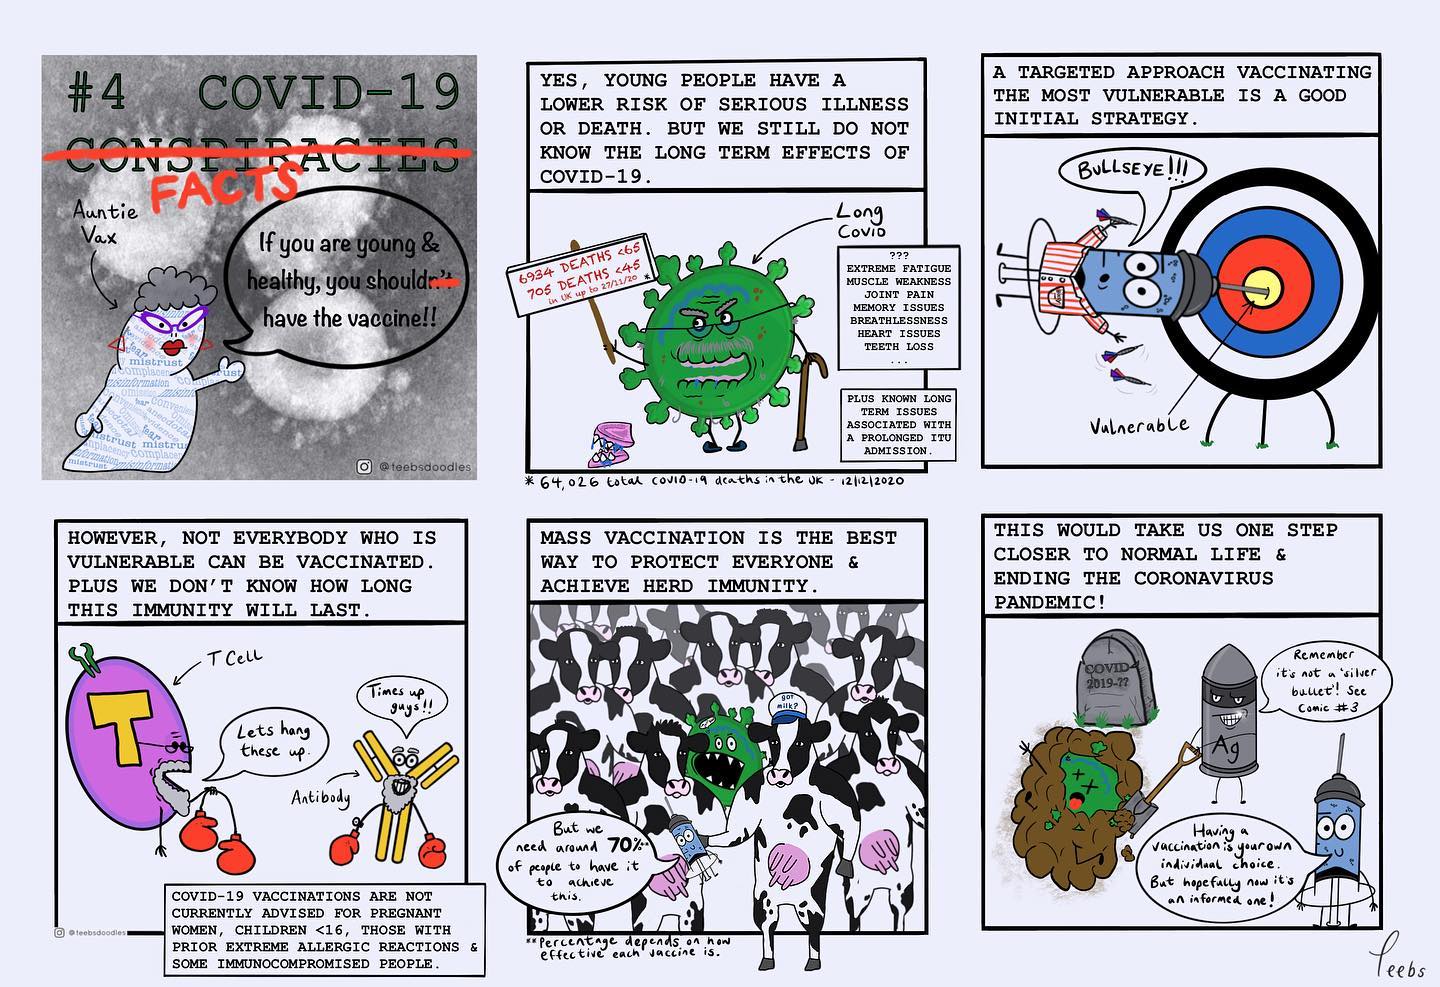 #4 COVID-19
CONSPIRACIES
FACTS
Auntie
Vax
If you are young &
healthy, you shouldn't
have the vaccine!!
mistrust
misinformation
@teebsdoodles
YES, YOUNG PEOPLE HAVE A
LOWER RISK OF SERIOUS ILLNESS
OR DEATH. BUT WE STILL DO NOT
KNOW THE LONG TERM EFFECTS OF
COVID-19.
Long
Covid
6934 DEATHS <65
705 DEATHS <45 *
in UK up to 27/11/20
???
EXTREME FATIGUE
MUSCLE WEAKNESS
JOINT PAIN
MEMORY ISSUES
BREATHLESSNESS
HEART ISSUES
TEETH LOSS
...
PLUS KNOWN LONG
TERM ISSUES
ASSOCIATED WITH
A PROLONGED ITU
ADMISSION.
* 64,026 total COVID-19 deaths in the UK - 12/12/2020
A TARGETED APPROACH VACCINATING
THE MOST VULNERABLE IS A GOOD
INITIAL STRATEGY.
BULLSEYE!!!
Vulnerable
HOWEVER, NOT EVERYBODY WHO IS
VULNERABLE CAN BE VACCINATED.
PLUS WE DON'T KNOW HOW LONG
THIS IMMUNITY WILL LAST.
T Cell
T
Lets hang
these up.
Times up
guys!!
Antibody
COVID-19 VACCINATIONS ARE NOT
CURRENTLY ADVISED FOR PREGNANT
WOMEN, CHILDREN <16, THOSE WITH
PRIOR EXTREME ALLERGIC REACTIONS &
SOME IMMUNOCOMPROMISED PEOPLE.
@teebsdoodles
MASS VACCINATION IS THE BEST
WAY TO PROTECT EVERYONE &
ACHIEVE HERD IMMUNITY.
got
milk?
But we
need around 70%**
of people to have it
to achieve
this.
**Percentage depends on how
effective each vaccine is.
THIS WOULD TAKE US ONE STEP
CLOSER TO NORMAL LIFE &
ENDING THE CORONAVIRUS
PANDEMIC!
COVID
2019-??
Remember
it's not a 'silver
bullet'! See
Comic #3
Ag
Having a
vaccination is your own
individual choice.
But hopefully now it's
an informed one!
Teebs